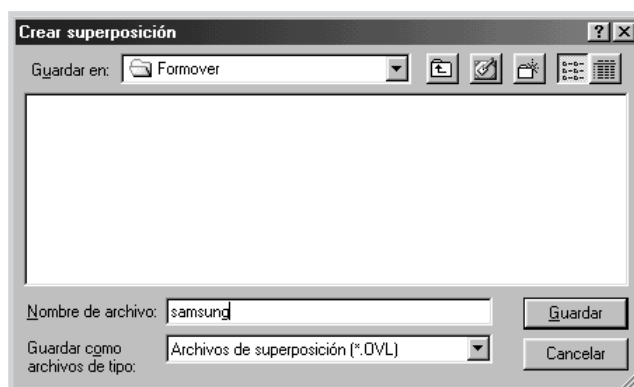 Crear superposición
Guardar en: Formover
Nombre de archivo: samsung
Guardar
Guardar como
archivos de tipo:
Archivos de superposición (*.OVL)
Cancelar